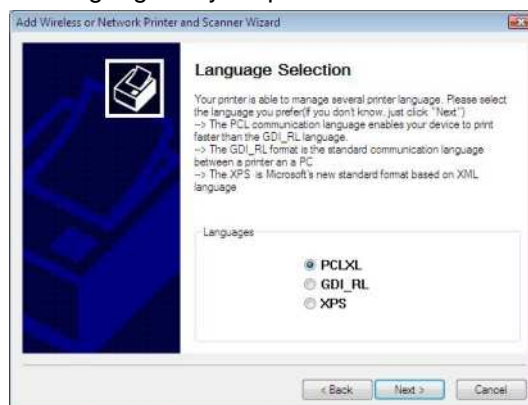 Add Wireless or Network Printer and Scanner Wizard
Language Selection
Your printer is able to manage several printer language. Please select
the language you prefer(If you don't know, just click "Next")
--> The PCL communication language enables your device to print
faster than the GDI_RL language.
--> The GDI_RL format is the standard communication language
between a printer an a PC
--> The XPS is Microsoft's new standard format based on XML
language
Languages
PCLXL
GDI_RL
XPS
< Back
Next >
Cancel